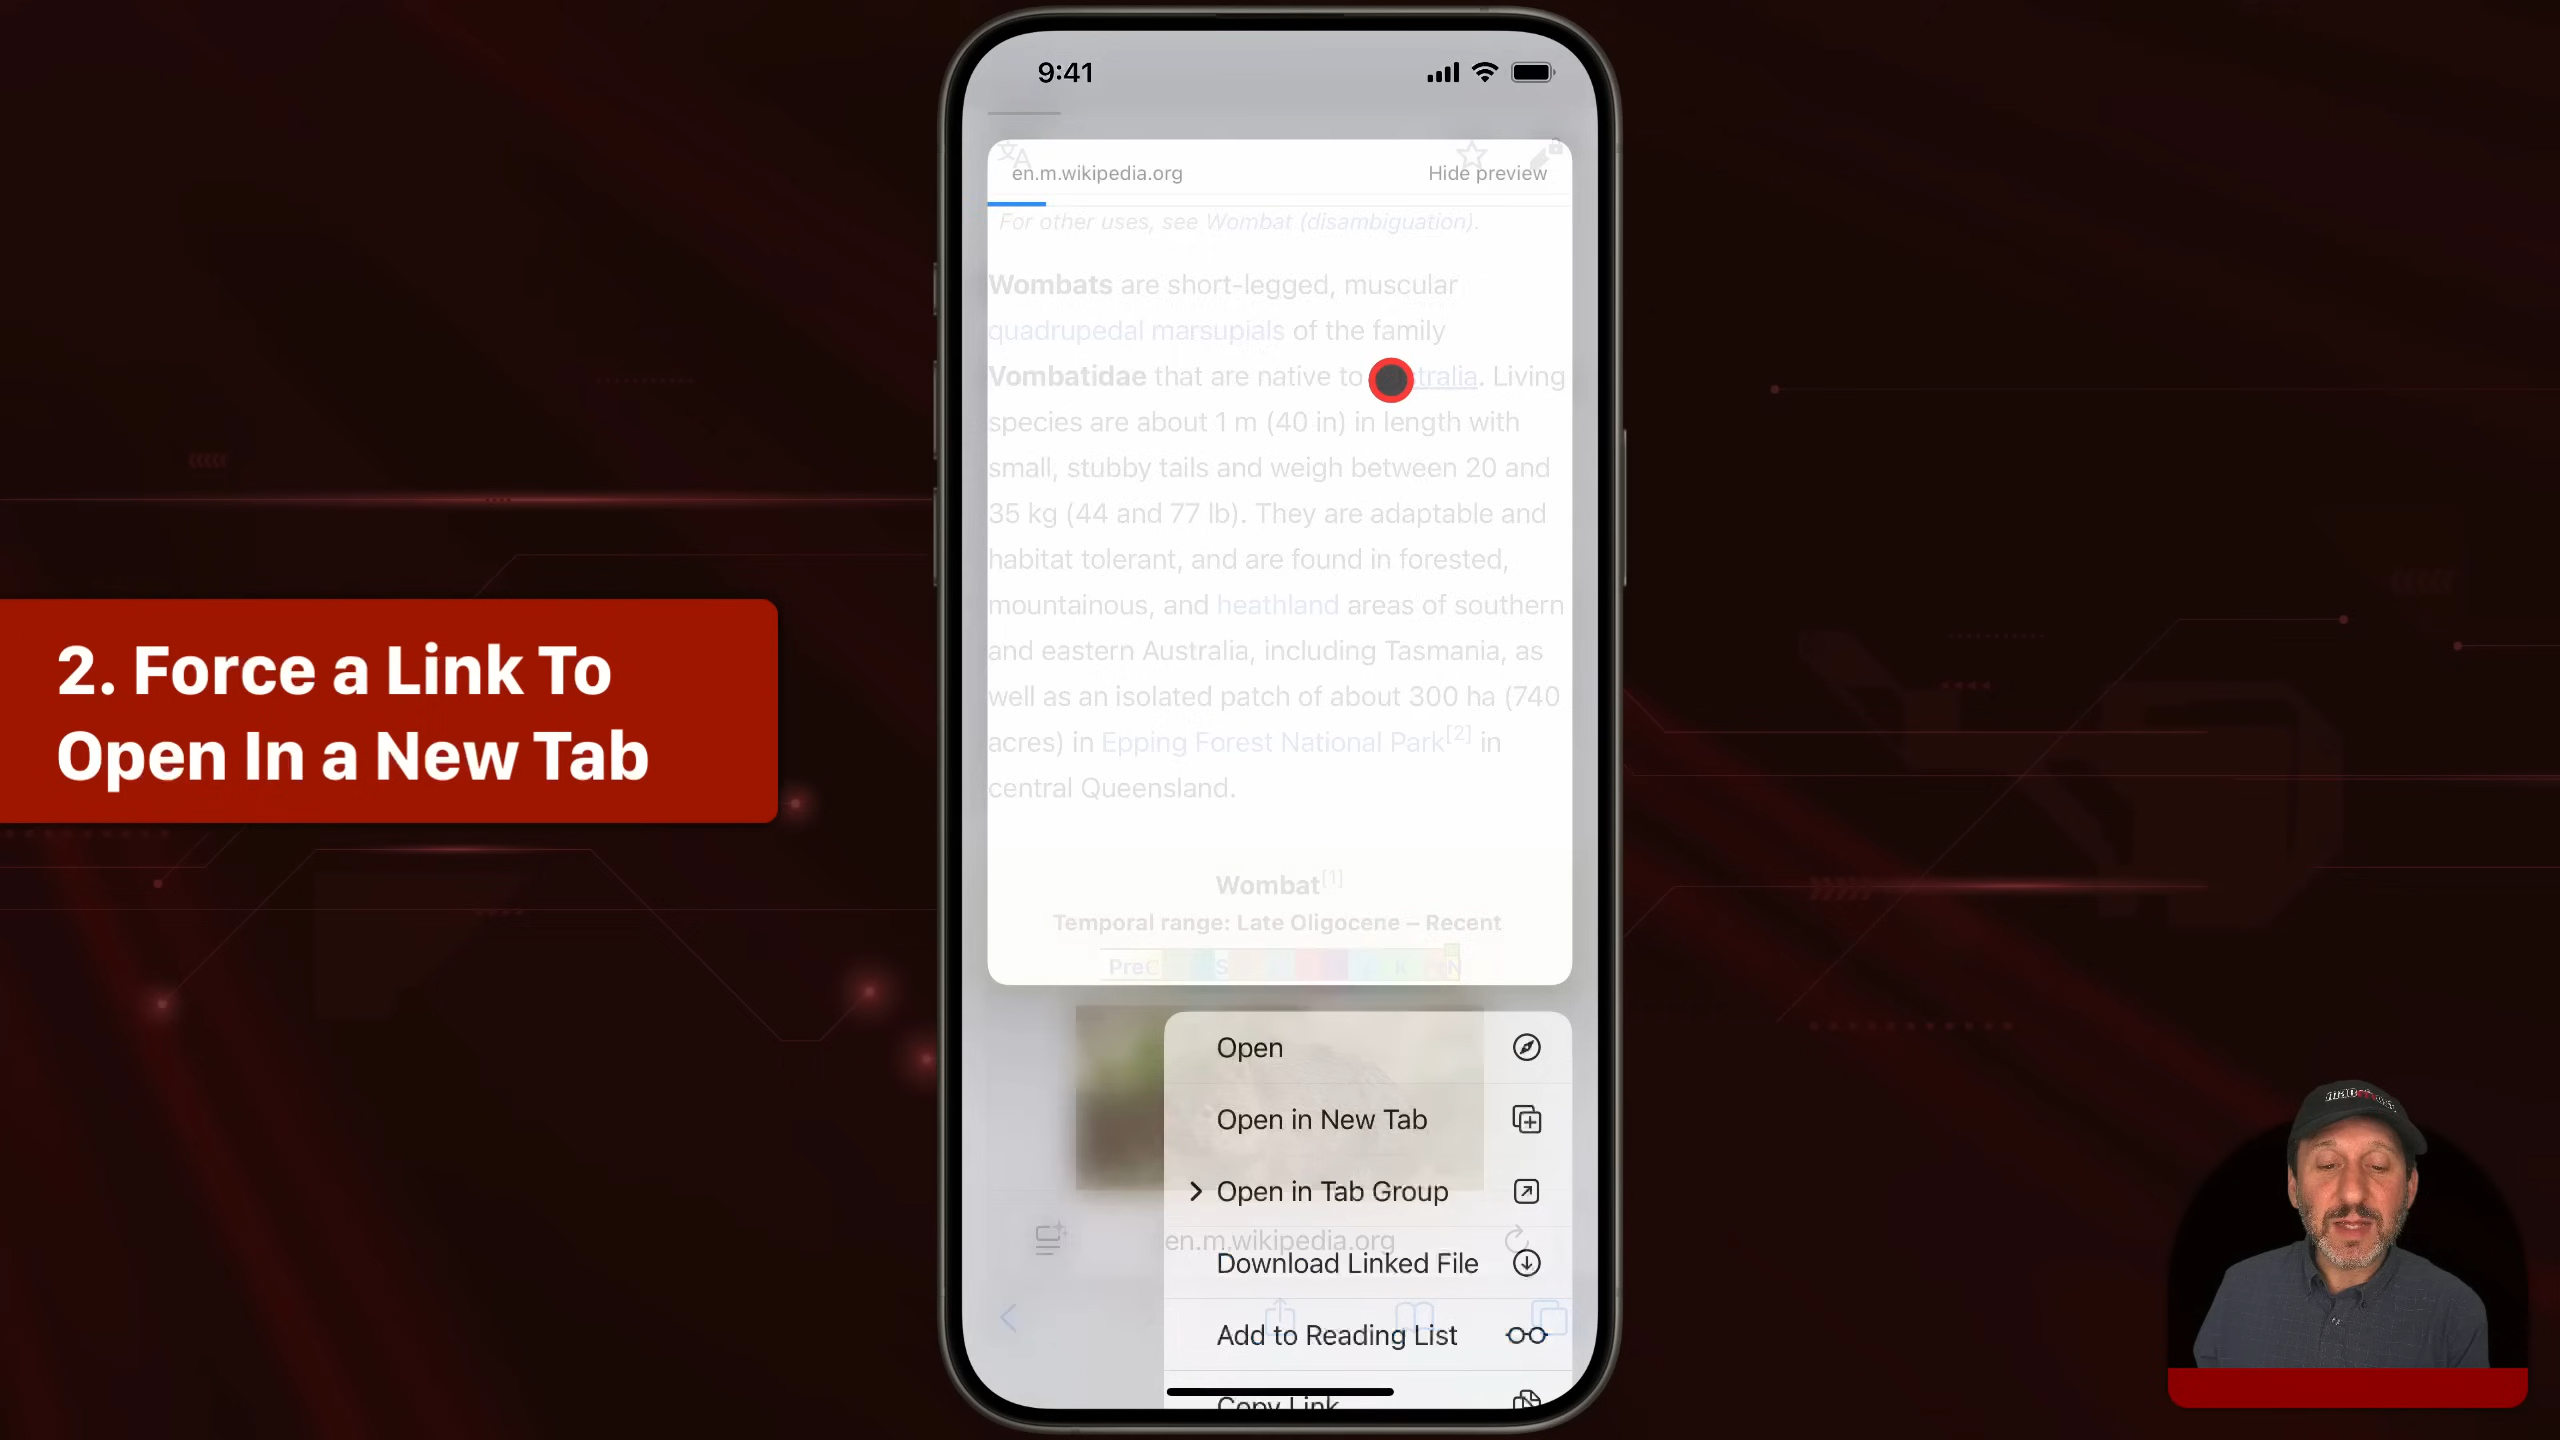 9:41
en.m.wikipedia.org
Hide preview
For other uses, see Wombat (disambiguation).
Wombats are short-legged, muscular
quadrupedal marsupials of the family
Vombatidae that are native to tralia. Living
species are about 1 m (40 in) in length with
small, stubby tails and weigh between 20 and
35 kg (44 and 77 lb). They are adaptable and
habitat tolerant, and are found in forested,
mountainous, and heathland areas of southern
and eastern Australia, including Tasmania, as
well as an isolated patch of about 300 ha (740
acres) in Epping Forest National Park[2] in
central Queensland.
2. Force a Link To
Open In a New Tab
Wombat[1]
Temporal range: Late Oligocene – Recent
PreЄ S K N
Open
Open in New Tab
Open in Tab Group
en.m.wikipedia.org
Download Linked File
Add to Reading List
Copy Link